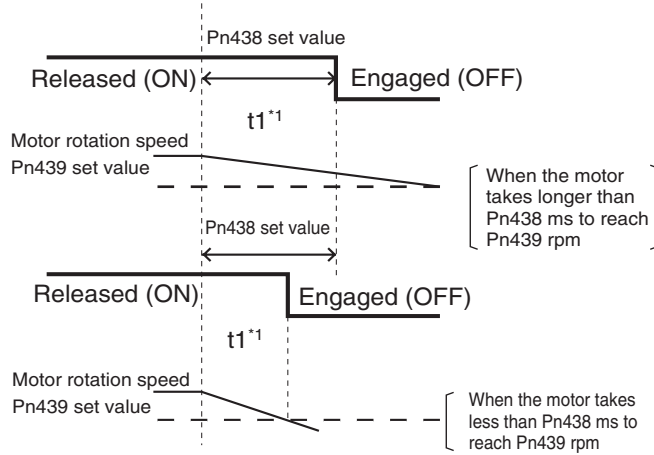 Pn438 set value
Released (ON)
Engaged (OFF)
t1*1
Motor rotation speed
Pn439 set value
When the motor
takes longer than
Pn438 ms to reach
Pn439 rpm
Pn438 set value
Released (ON)
Engaged (OFF)
t1*1
Motor rotation speed
Pn439 set value
When the motor takes
less than Pn438 ms to
reach Pn439 rpm